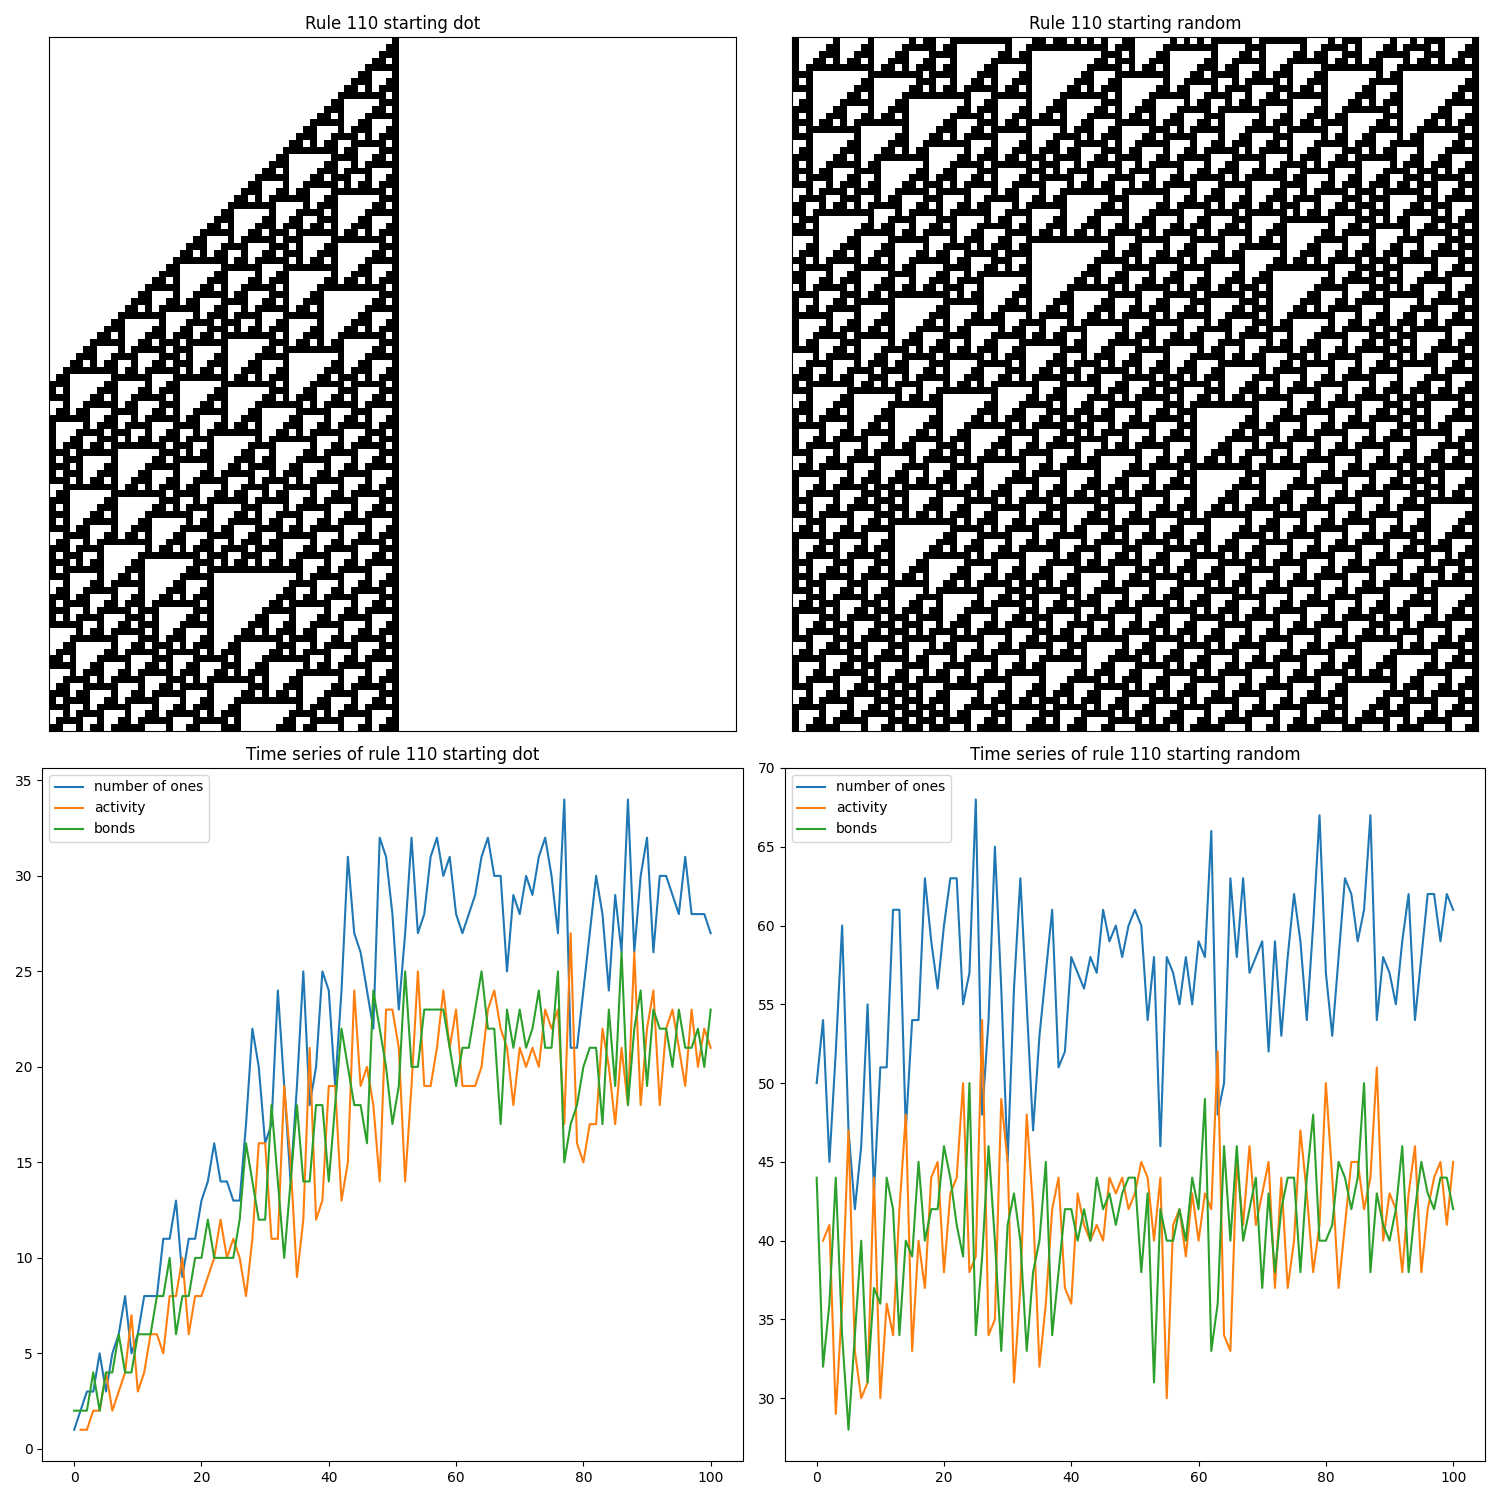 Rule 110 starting dot
Rule 110 starting random
Time series of rule 110 starting dot
number of ones
activity
bonds
35
30
25
20
15
10
5
0
0 20 40 60 80 100
Time series of rule 110 starting random
number of ones
activity
bonds
70
65
60
55
50
45
40
35
30
0 20 40 60 80 100